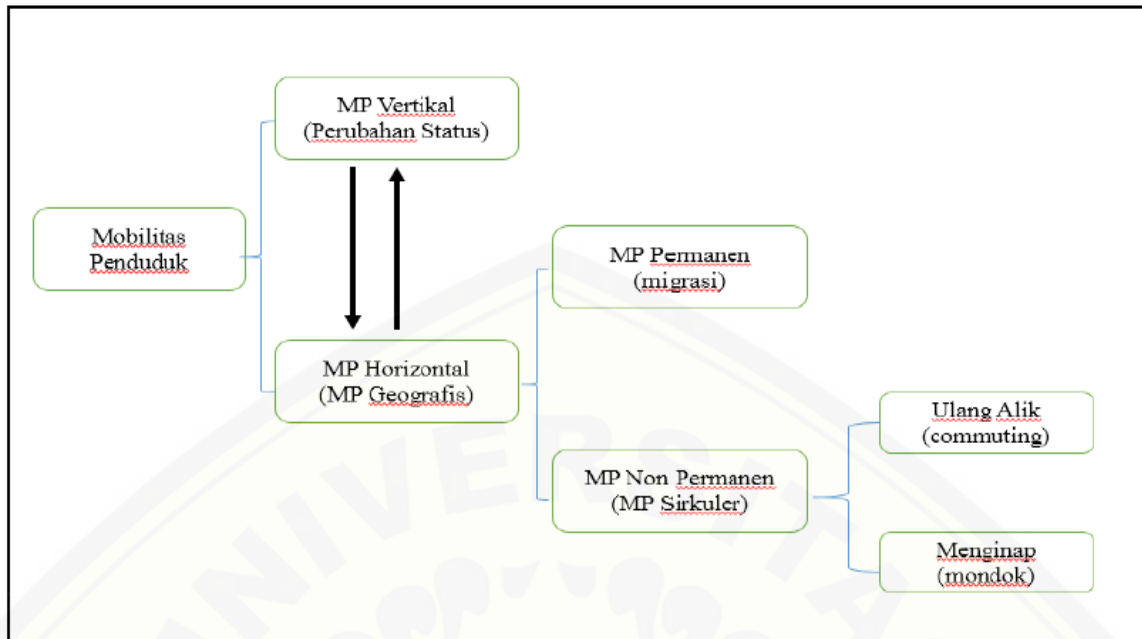 MP Vertikal
(Perubahan Status)
Mobilitas
Penduduk
MP Permanen
(migrasi)
MP Horizontal
(MP Geografis)
Ulang Alik
(commuting)
MP Non Permanen
(MP Sirkuler)
Menginap
(mondok)
NIVERSITA